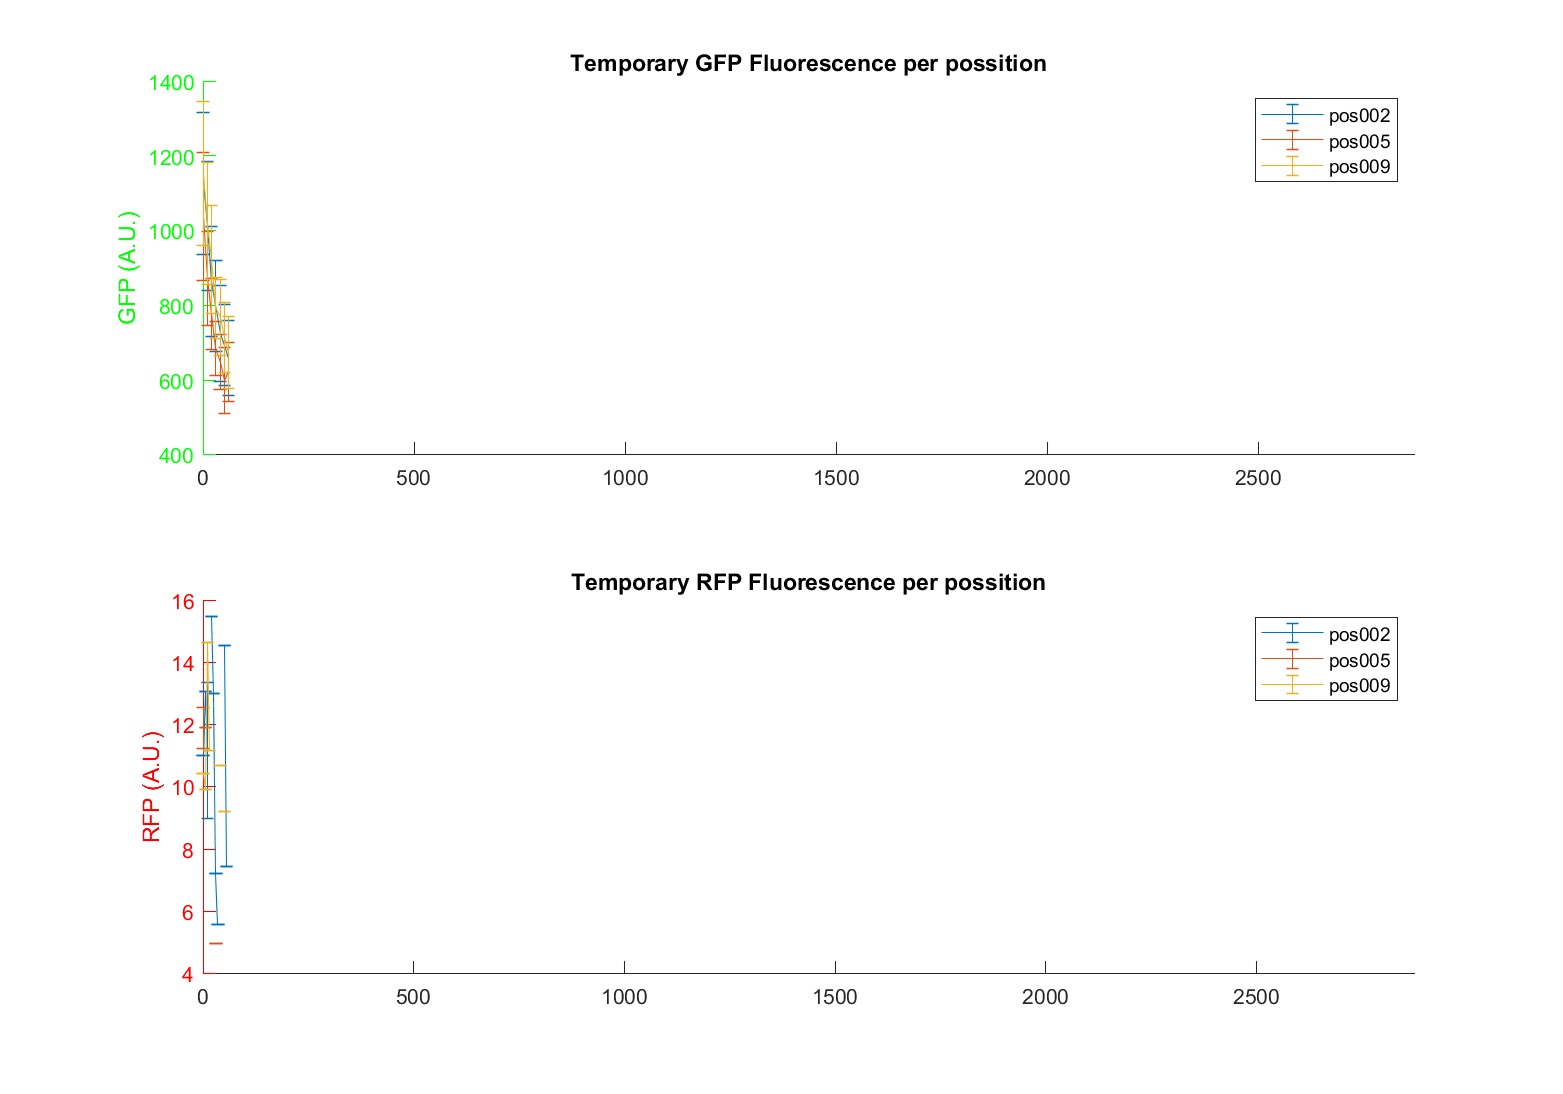 Temporary GFP Fluorescence per possition
1400
1200
1000
800
600
400
GFP (A.U.)
pos002
pos005
pos009
0 500 1000 1500 2000 2500
Temporary RFP Fluorescence per possition
16
14
12
10
8
6
4
RFP (A.U.)
pos002
pos005
pos009
0 500 1000 1500 2000 2500